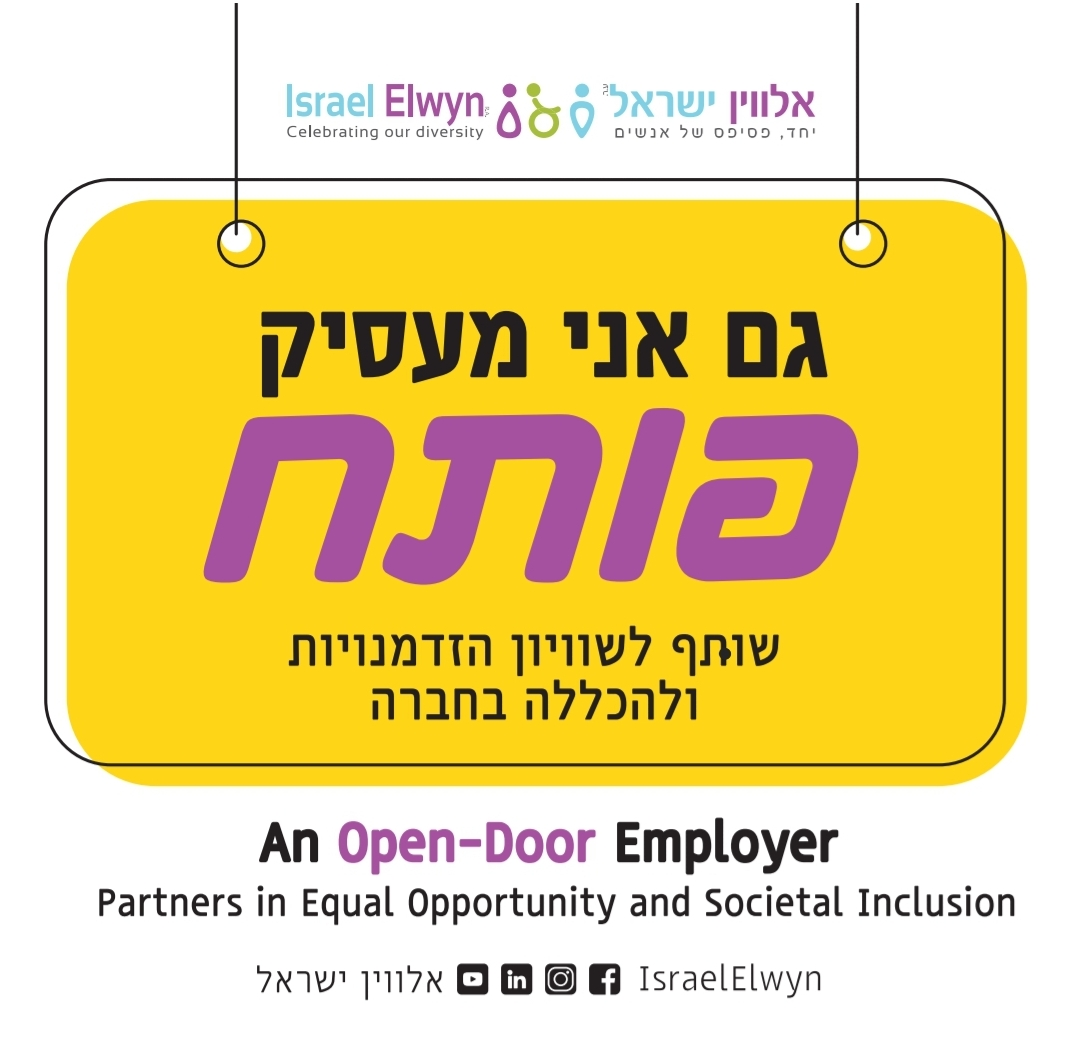 Israel Elwyn אלווין ישראל
Celebrating our diversity יחד, פסיפס של אנשים
גם אני מעסיק
פותח
שותף לשוויון הזדמנויות
ולהכללה בחברה
An Open-Door Employer
Partners in Equal Opportunity and Societal Inclusion
אלווין ישראל IsraelElwyn